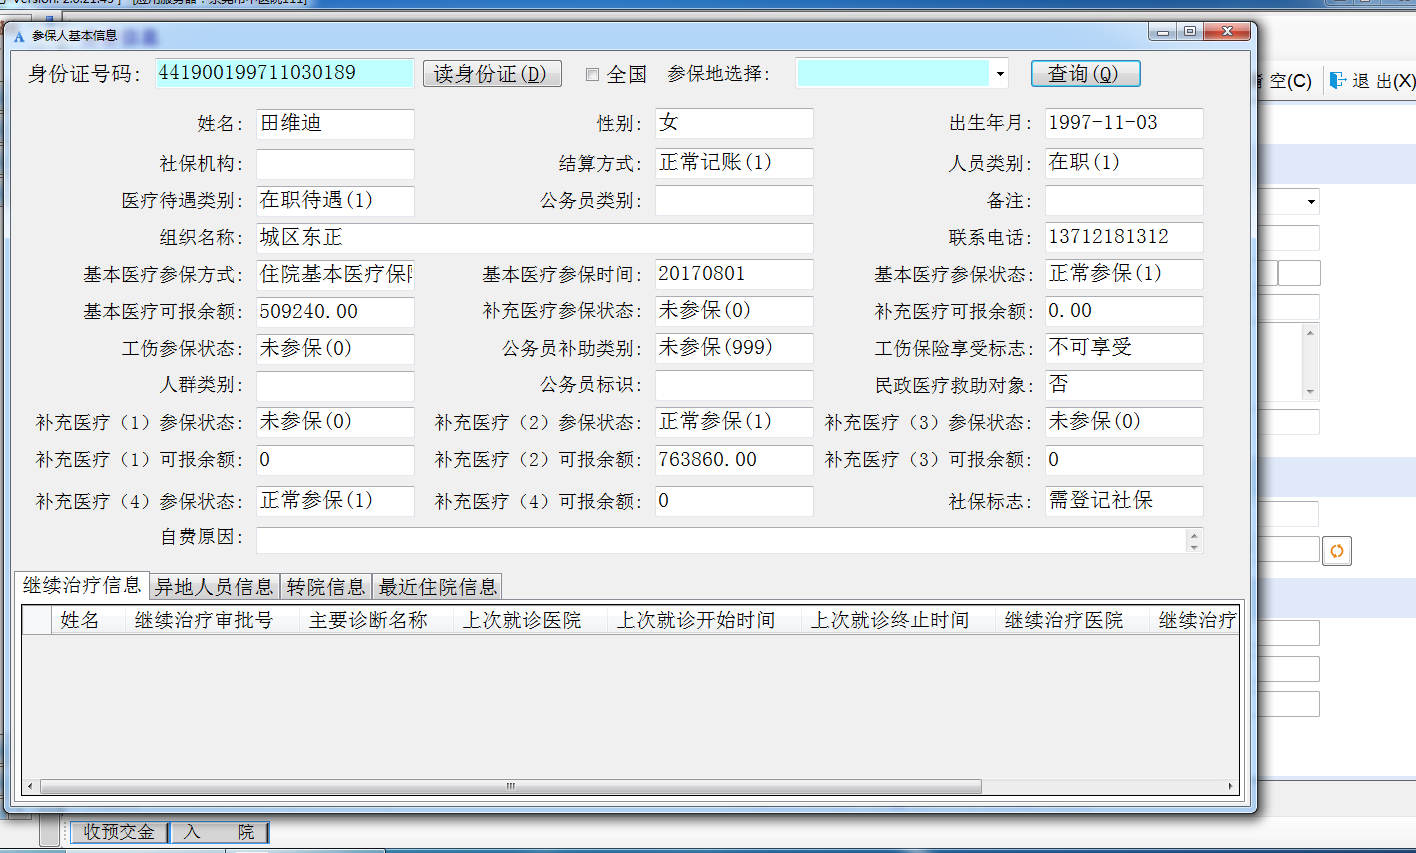 参保人基本信息
身份证号码: 441900199711030189 读身份证(D) 全国 参保地选择: 查询(Q)
空(C) 退 出(X)
姓名: 田维迪 性别: 女 出生年月: 1997-11-03
社保机构: 结算方式: 正常记账(1) 人员类别: 在职(1)
医疗待遇类别: 在职待遇(1) 公务员类别: 备注:
组织名称: 城区东正 联系电话: 13712181312
基本医疗参保方式: 住院基本医疗保 基本医疗参保时间: 20170801 基本医疗参保状态: 正常参保(1)
基本医疗可报余额: 509240.00 补充医疗参保状态: 未参保(0) 补充医疗可报余额: 0.00
工伤参保状态: 未参保(0) 公务员补助类别: 未参保(999) 工伤保险享受标志: 不可享受
人群类别: 公务员标识: 民政医疗救助对象: 否
补充医疗（1）参保状态: 未参保(0) 补充医疗（2）参保状态: 正常参保(1) 补充医疗（3）参保状态: 未参保(0)
补充医疗（1）可报余额: 0 补充医疗（2）可报余额: 763860.00 补充医疗（3）可报余额: 0
补充医疗（4）参保状态: 正常参保(1) 补充医疗（4）可报余额: 0 社保标志: 需登记社保
自费原因:
继续治疗信息 异地人员信息 转院信息 最近住院信息
姓名 继续治疗审批号 主要诊断名称 上次就诊医院 上次就诊开始时间 上次就诊终止时间 继续治疗医院 继续治疗
收预交金 入 院